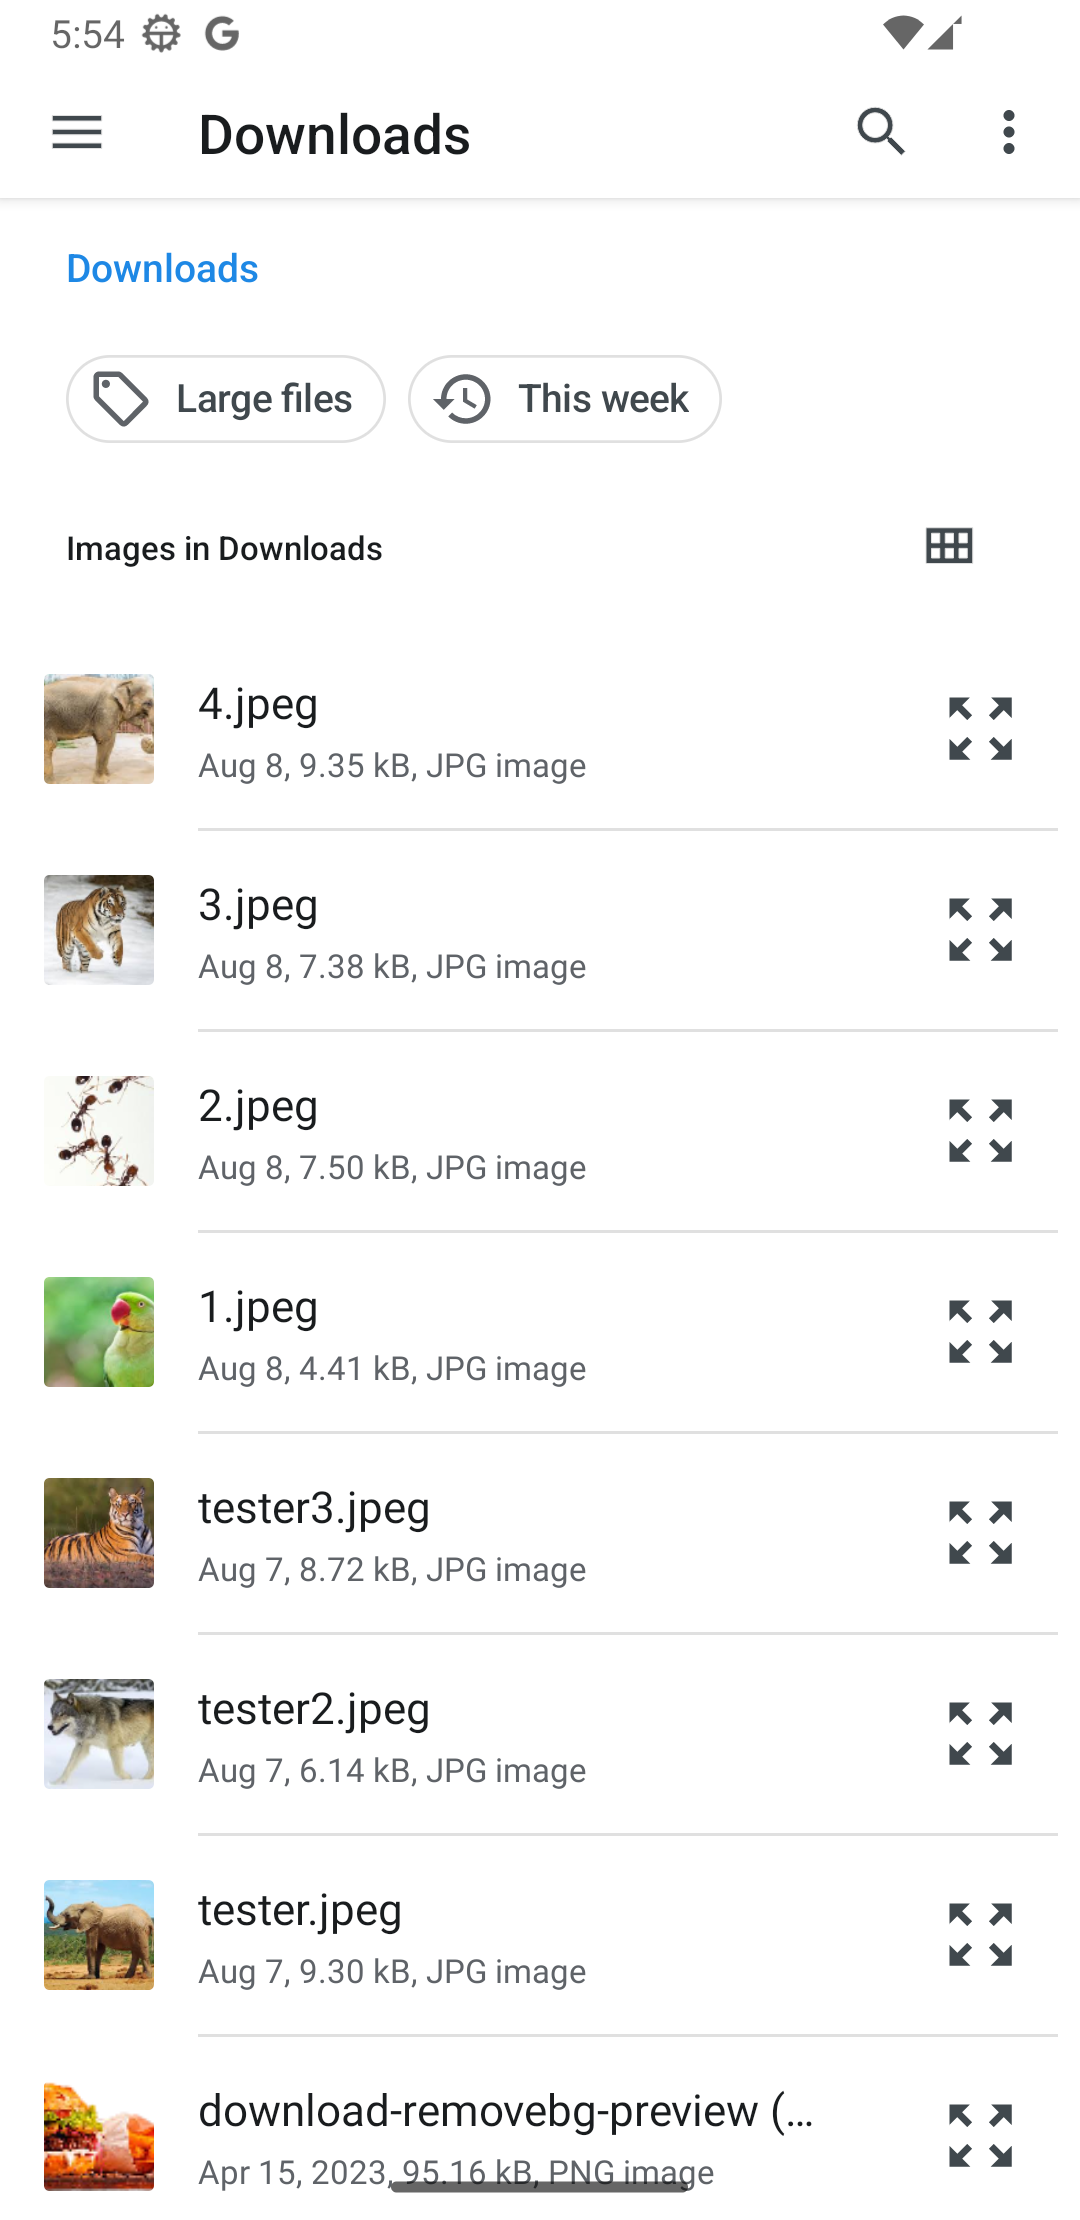 5:54
Downloads
Downloads
Large files
This week
Images in Downloads
4.jpeg
Aug 8, 9.35 kB, JPG image
3.jpeg
Aug 8, 7.38 kB, JPG image
2.jpeg
Aug 8, 7.50 kB, JPG image
1.jpeg
Aug 8, 4.41 kB, JPG image
tester3.jpeg
Aug 7, 8.72 kB, JPG image
tester2.jpeg
Aug 7, 6.14 kB, JPG image
tester.jpeg
Aug 7, 9.30 kB, JPG image
download-removebg-preview (...
Apr 15, 2023, 95.16 kB, PNG image